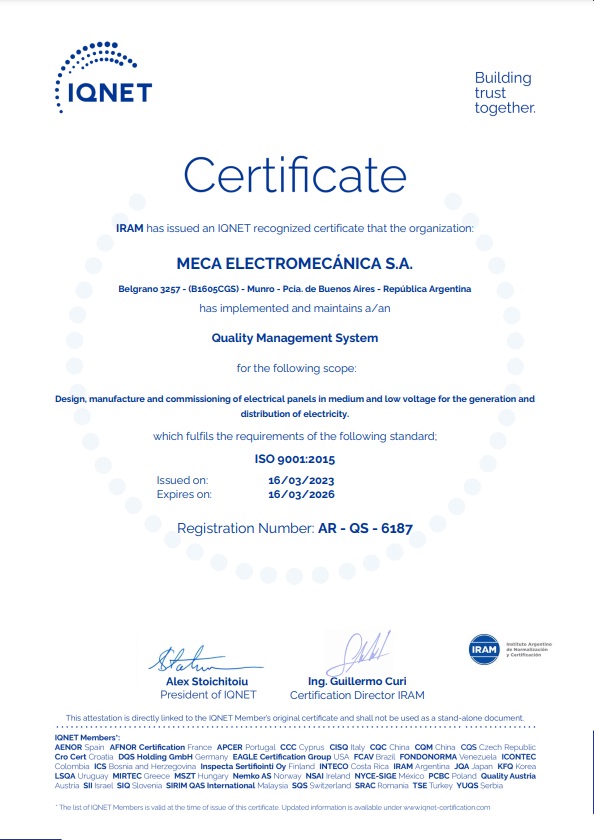 IQNET
Building
trust
together.
Certificate
IRAM has issued an IQNET recognized certificate that the organization:
MECA ELECTROMECÁNICA S.A.
Belgrano 3257 - (B1605CGS) - Munro - Pcia. de Buenos Aires - República Argentina
has implemented and maintains a/an
Quality Management System
for the following scope:
Design, manufacture and commissioning of electrical panels in medium and low voltage for the generation and
distribution of electricity.
which fulfils the requirements of the following standard;
ISO 9001:2015
Issued on: 16/03/2023
Expires on: 16/03/2026
Registration Number: AR - QS - 6187
Alex Stoichitoiu
President of IQNET
Ing. Guillermo Curi
Certification Director IRAM
IRAM
Instituto Argentino
de Normalización
y Certificación
This attestation is directly linked to the IQNET Member's original certificate and shall not be used as a stand-alone document.
IQNET Members*:
AENOR Spain AFNOR Certification France APCER Portugal CCC Cyprus CISQ Italy CQC China CQM China CQS Czech Republic
Cro Cert Croatia DQS Holding GmbH Germany EAGLE Certification Group USA FCAV Brazil FONDONORMA Venezuela ICONTEC
Colombia ICS Bosnia and Herzegovina Inspecta Sertifiointi Oy Finland INTECO Costa Rica IRAM Argentina JQA Japan KFQ Korea
LSQA Uruguay MIRTEC Greece MSZT Hungary Nemko AS Norway NSAI Ireland NYCE-SIGE México PCBC Poland Quality Austria
Austria SII Israel SIQ Slovenia SIRIM QAS International Malaysia SQS Switzerland SRAC Romania TSE Turkey YUQS Serbia
* The list of IQNET Members is valid at the time of issue of this certificate. Updated information is available under www.iqnet-certification.com